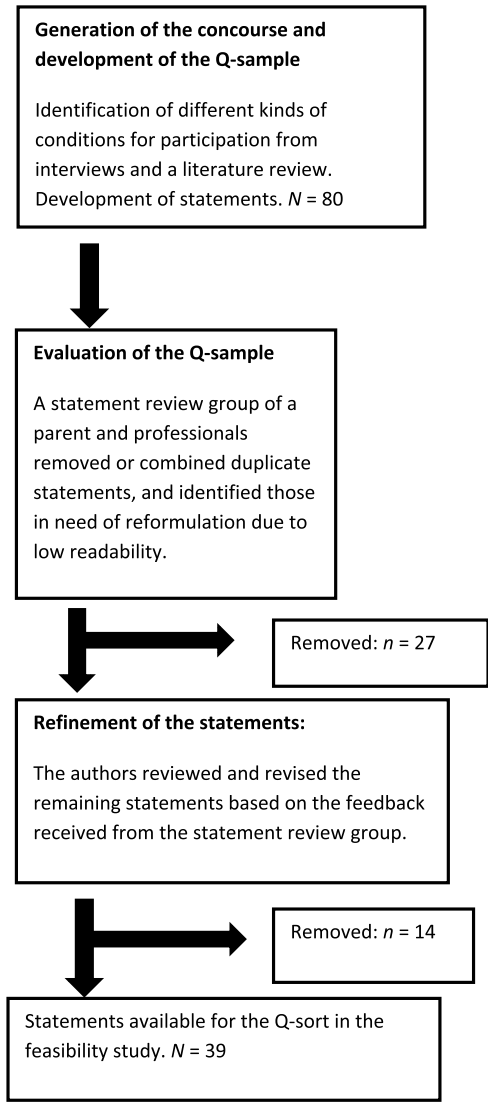 Generation of the concourse and
development of the Q-sample
Identification of different kinds of
conditions for participation from
interviews and a literature review.
Development of statements. N = 80
Evaluation of the Q-sample
A statement review group of a
parent and professionals
removed or combined duplicate
statements, and identified those
in need of reformulation due to
low readability.
Removed: n = 27
Refinement of the statements:
The authors reviewed and revised the
remaining statements based on the feedback
received from the statement review group.
Removed: n = 14
Statements available for the Q-sort in the
feasibility study. N = 39